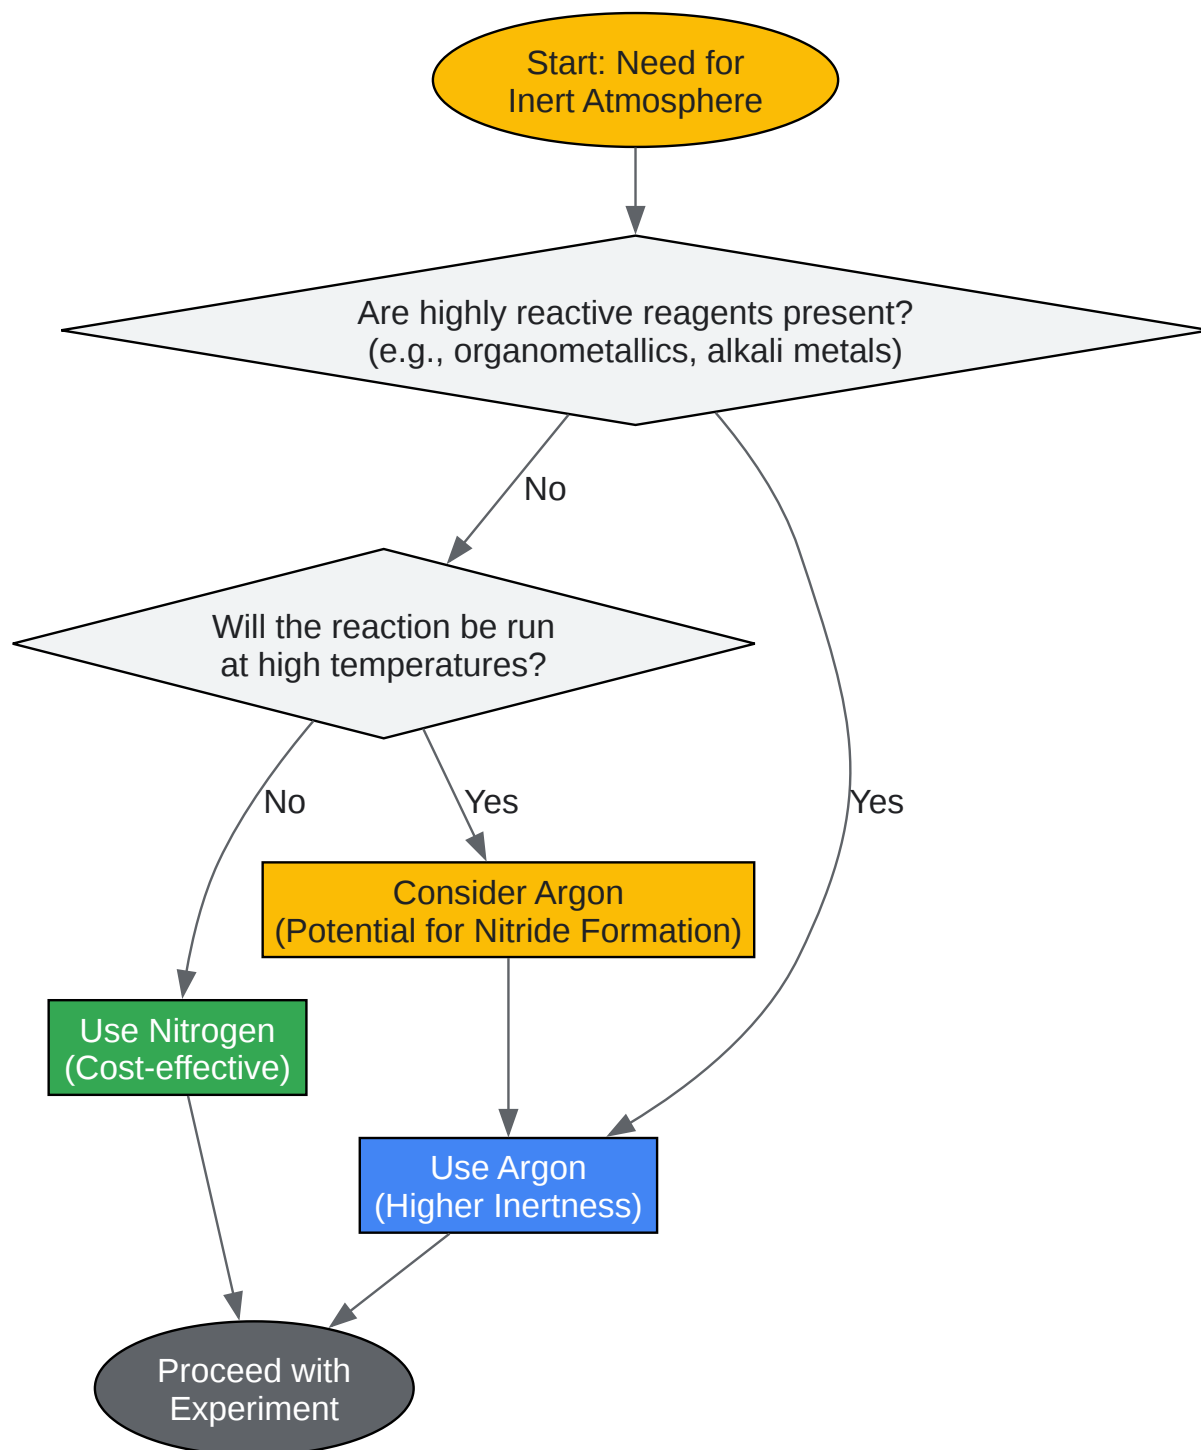 Start: Need for
Inert Atmosphere
Are highly reactive reagents present?
(e.g., organometallics, alkali metals)
No
Will the reaction be run
at high temperatures?
No
Yes
Yes
Consider Argon
(Potential for Nitride Formation)
Use Nitrogen
(Cost-effective)
Use Argon
(Higher Inertness)
Proceed with
Experiment